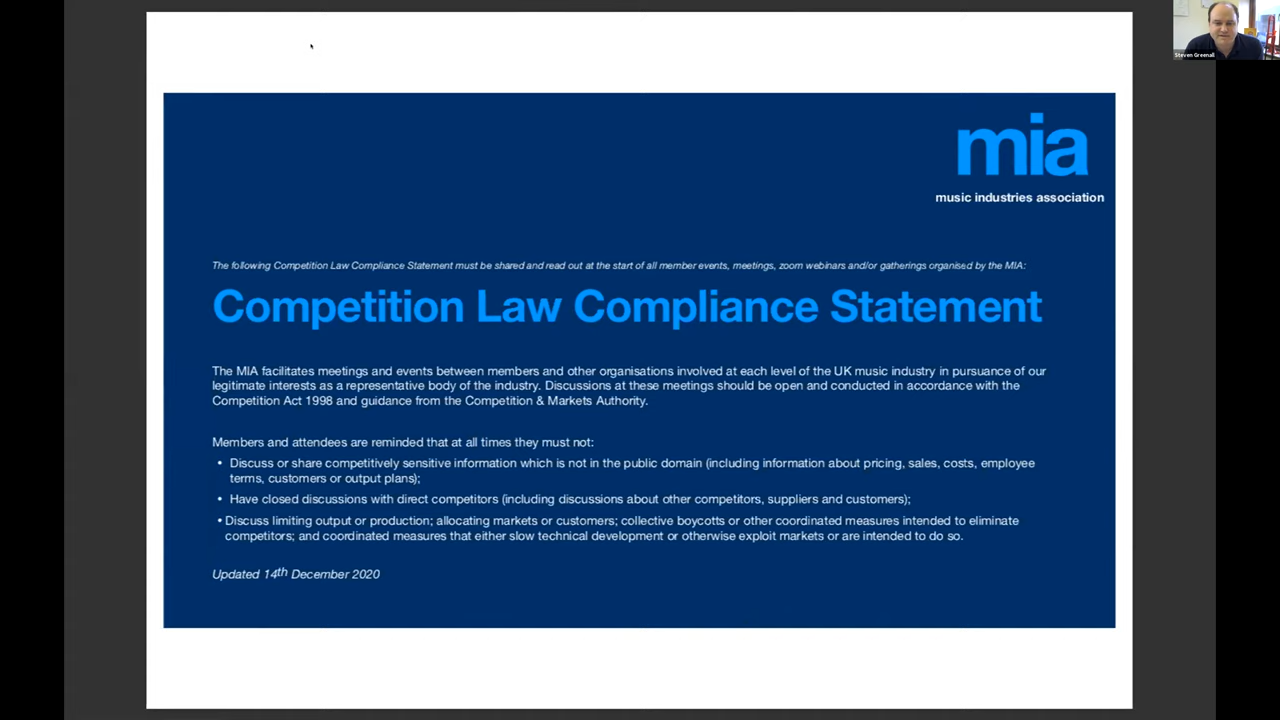 Steven Greenall
mia
music industries association
The following Competition Law Compliance Statement must be shared and read out at the start of all member events, meetings, zoom webinars and/or gatherings organised by the MIA:
Competition Law Compliance Statement
The MIA facilitates meetings and events between members and other organisations involved at each level of the UK music industry in pursuance of our
legitimate interests as a representative body of the industry. Discussions at these meetings should be open and conducted in accordance with the
Competition Act 1998 and guidance from the Competition & Markets Authority.
Members and attendees are reminded that at all times they must not:
• Discuss or share competitively sensitive information which is not in the public domain (including information about pricing, sales, costs, employee
terms, customers or output plans);
• Have closed discussions with direct competitors (including discussions about other competitors, suppliers and customers);
• Discuss limiting output or production; allocating markets or customers; collective boycotts or other coordinated measures intended to eliminate
competitors; and coordinated measures that either slow technical development or otherwise exploit markets or are intended to do so.
Updated 14th December 2020